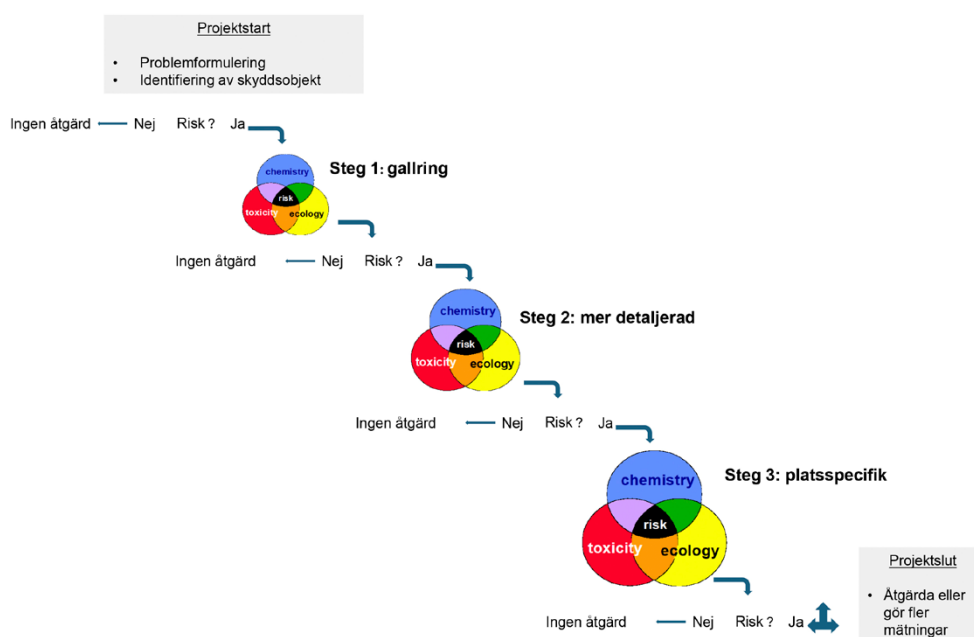 Projektstart
• Problemformulering
• Identifiering av skyddsobjekt
Ingen åtgärd Nej Risk? Ja
Steg 1: gallring
chemistry
risk
toxicity ecology
Ingen åtgärd Nej Risk? Ja
Steg 2: mer detaljerad
chemistry
risk
toxicity ecology
Ingen åtgärd Nej Risk? Ja
Steg 3: platsspecifik
chemistry
risk
toxicity ecology
Projektslut
• Åtgärda eller
gör fler
mätningar
Ingen åtgärd Nej Risk? Ja